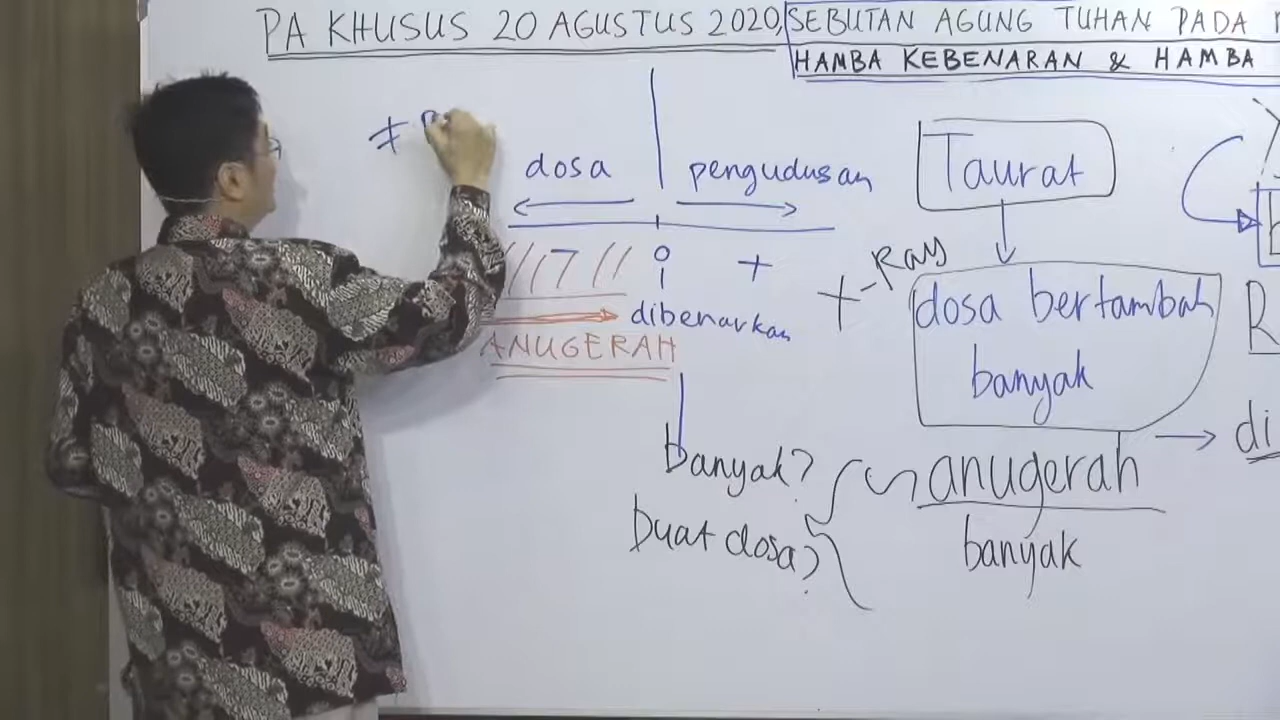 PA KHUSUS 20 AGUSTUS 2020, SEBUTAN AGUNG TUHAN PADA
HAMBA KEBENARAN & HAMBA
≠
dosa
pengudusan
0
+
dibenarkan
ANUGERAH
+-Ray
Taurat
dosa bertambah
banyak
anugerah
banyak
banyak?
buat dosa?
R
di